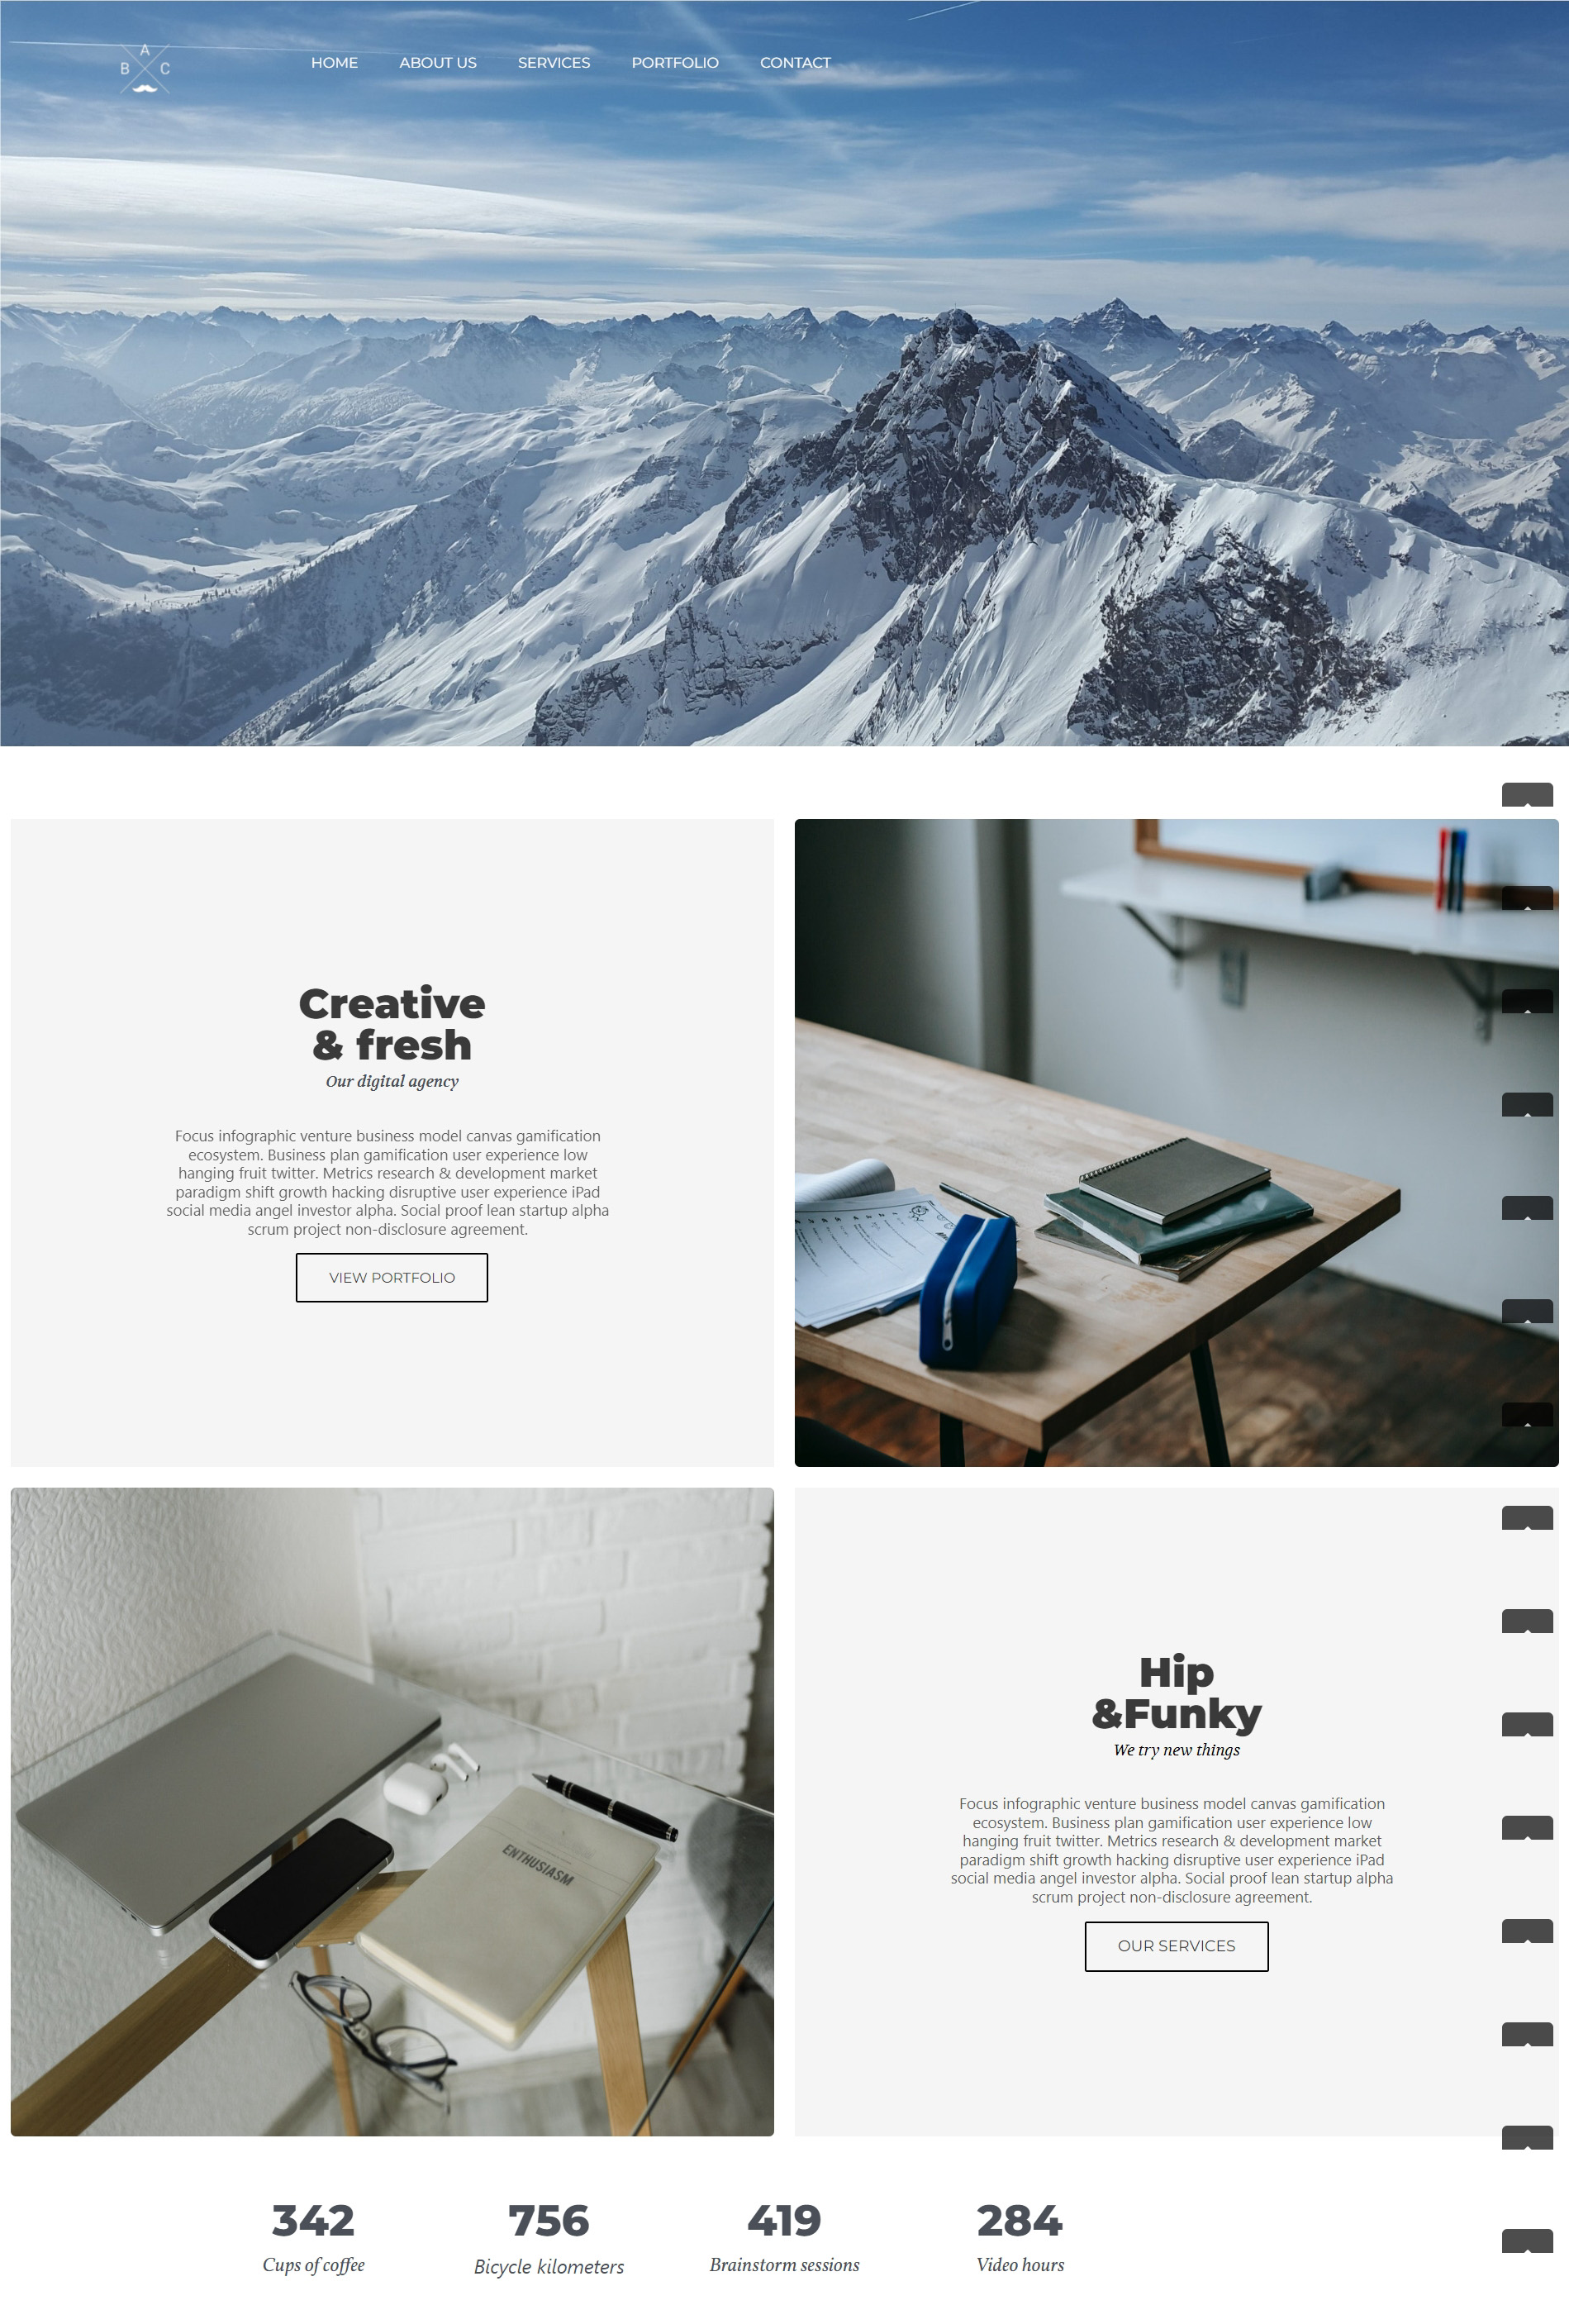 A
B C
HOME ABOUT US SERVICES PORTFOLIO CONTACT
Creative
& fresh
Our digital agency
Focus infographic venture business model canvas gamification
ecosystem. Business plan gamification user experience low
hanging fruit twitter. Metrics research & development market
paradigm shift growth hacking disruptive user experience iPad
social media angel investor alpha. Social proof lean startup alpha
scrum project non-disclosure agreement.
VIEW PORTFOLIO
ENTHUSIASM
Hip
&Funky
We try new things
Focus infographic venture business model canvas gamification
ecosystem. Business plan gamification user experience low
hanging fruit twitter. Metrics research & development market
paradigm shift growth hacking disruptive user experience iPad
social media angel investor alpha. Social proof lean startup alpha
scrum project non-disclosure agreement.
OUR SERVICES
342 756 419 284
Cups of coffee Bicycle kilometers Brainstorm sessions Video hours